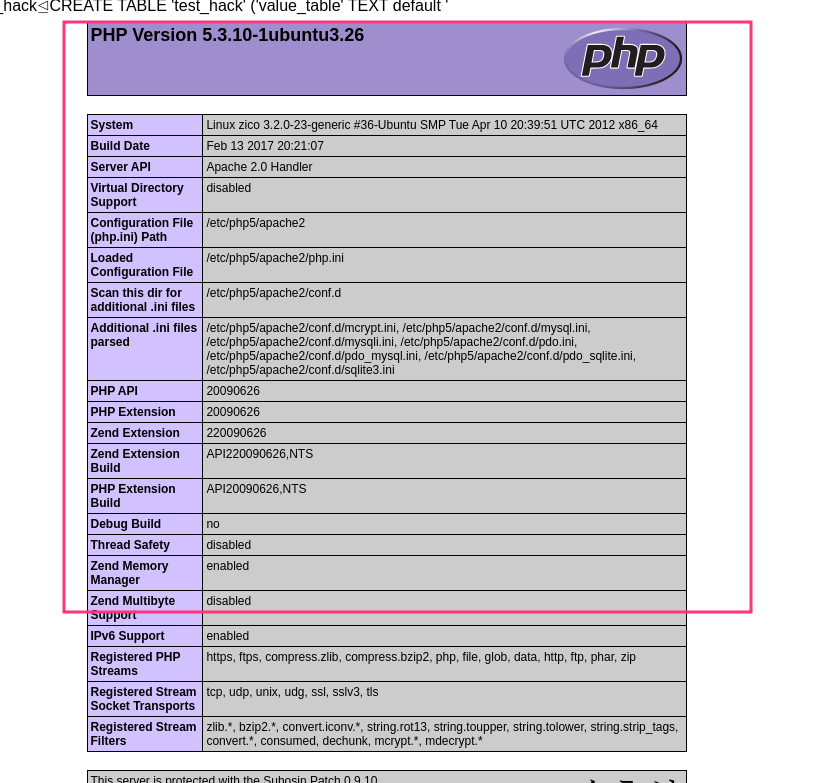 _hack CREATE TABLE 'test_hack' ('value_table' TEXT default '
PHP Version 5.3.10-1ubuntu3.26
php
System Linux zico 3.2.0-23-generic #36-Ubuntu SMP Tue Apr 10 20:39:51 UTC 2012 x86_64
Build Date Feb 13 2017 20:21:07
Server API Apache 2.0 Handler
Virtual Directory disabled
Support
Configuration File /etc/php5/apache2
(php.ini) Path
Loaded /etc/php5/apache2/php.ini
Configuration File
Scan this dir for /etc/php5/apache2/conf.d
additional .ini files
Additional .ini files /etc/php5/apache2/conf.d/mcrypt.ini, /etc/php5/apache2/conf.d/mysql.ini,
parsed /etc/php5/apache2/conf.d/mysqli.ini, /etc/php5/apache2/conf.d/pdo.ini,
/etc/php5/apache2/conf.d/pdo_mysql.ini, /etc/php5/apache2/conf.d/pdo_sqlite.ini,
/etc/php5/apache2/conf.d/sqlite3.ini
PHP API 20090626
PHP Extension 20090626
Zend Extension 220090626
Zend Extension API220090626,NTS
Build
PHP Extension API20090626,NTS
Build
Debug Build no
Thread Safety disabled
Zend Memory enabled
Manager
Zend Multibyte disabled
Support
IPv6 Support enabled
Registered PHP https, ftps, compress.zlib, compress.bzip2, php, file, glob, data, http, ftp, phar, zip
Streams
Registered Stream tcp, udp, unix, udg, ssl, sslv3, tls
Socket Transports
Registered Stream zlib.*, bzip2.*, convert.iconv.*, string.rot13, string.toupper, string.tolower, string.strip_tags,
Filters convert.*, consumed, dechunk, mcrypt.*, mdecrypt.*
This server is protected with the Suhosin Patch 0.9.10